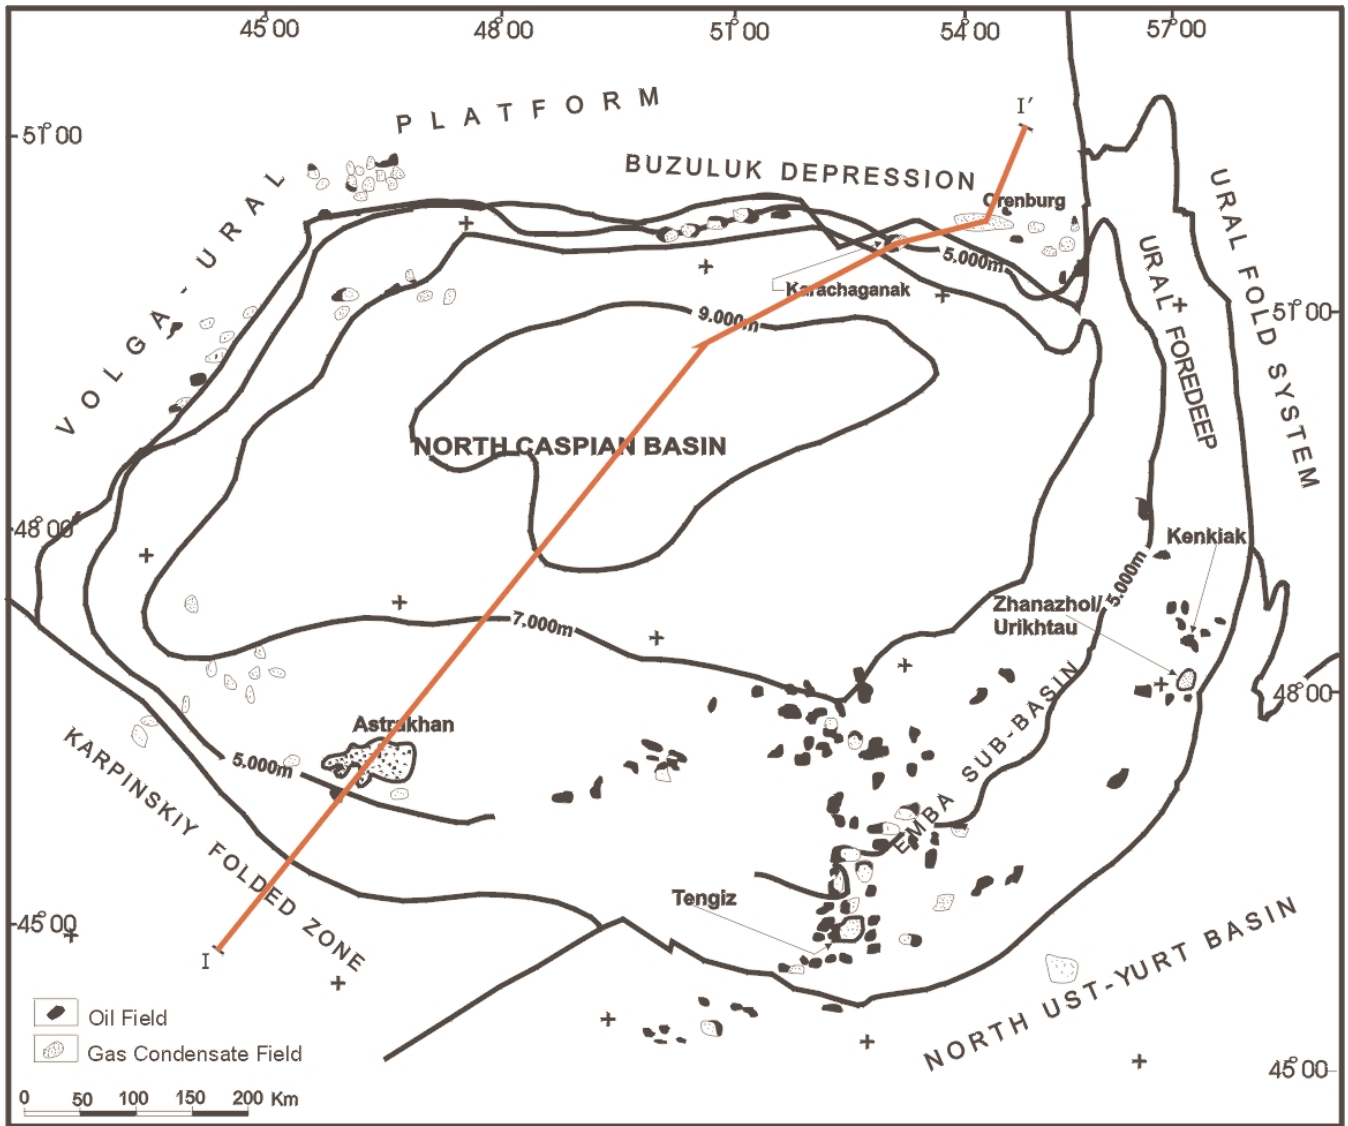 45°00
48°00
51°00
54°00
57°00
51°00
PLATFORM
I'
BUZULUK DEPRESSION
Orenburg
VOLGA-URAL
URAL FOLD SYSTEM
URAL FOREDEEP
5,000m
Karachaganak
9.000m
51°00
NORTH CASPIAN BASIN
48°00
Kenkiak
5.000m
Zhanazhol/
Urikhtau
7,000m
48°00
Astrakhan
5,000m
EMBA SUB-BASIN
KARPINSKIY FOLDED ZONE
Tengiz
45°00
I
NORTH UST-YURT BASIN
Oil Field
Gas Condensate Field
45°00
0 50 100 150 200 Km